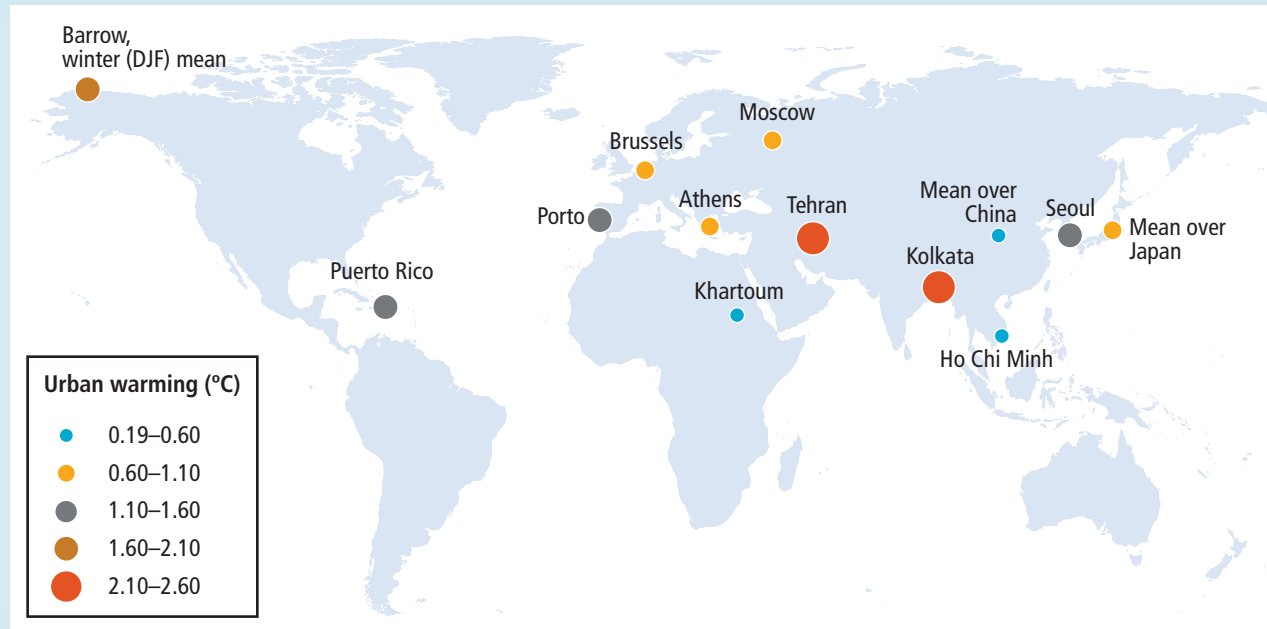 Barrow,
winter (DJF) mean
Moscow
Brussels
Mean over
China
Athens
Tehran
Seoul
Porto
Mean over
Japan
Kolkata
Puerto Rico
Khartoum
Ho Chi Minh
Urban warming (ºC)
0.19–0.60
0.60–1.10
1.10–1.60
1.60–2.10
2.10–2.60